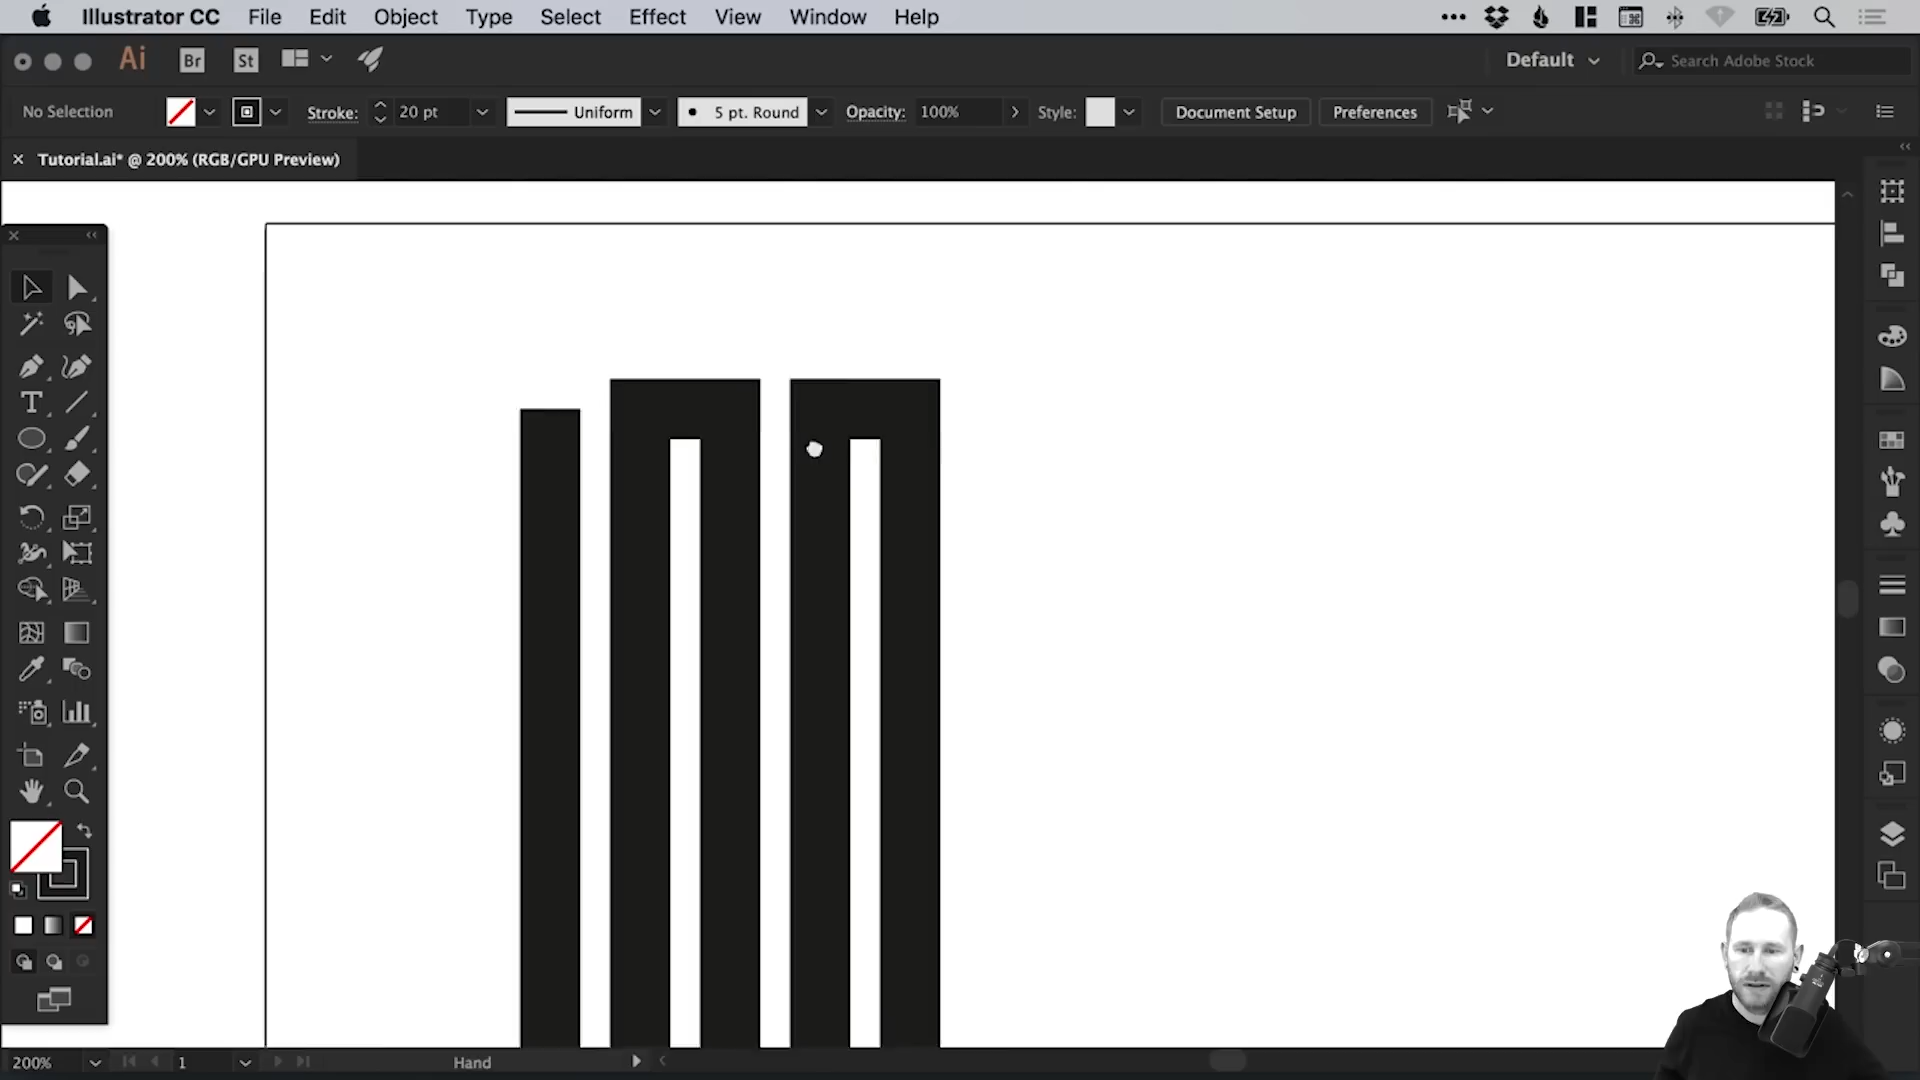 Illustrator CC File Edit Object Type Select Effect View Window Help
Ai Br St Default Search Adobe Stock
No Selection Stroke: 20 pt Uniform 5 pt. Round Opacity: 100% Style: Document Setup Preferences
Tutorial.ai* @ 200% (RGB/GPU Preview)
T
200% 1 Hand